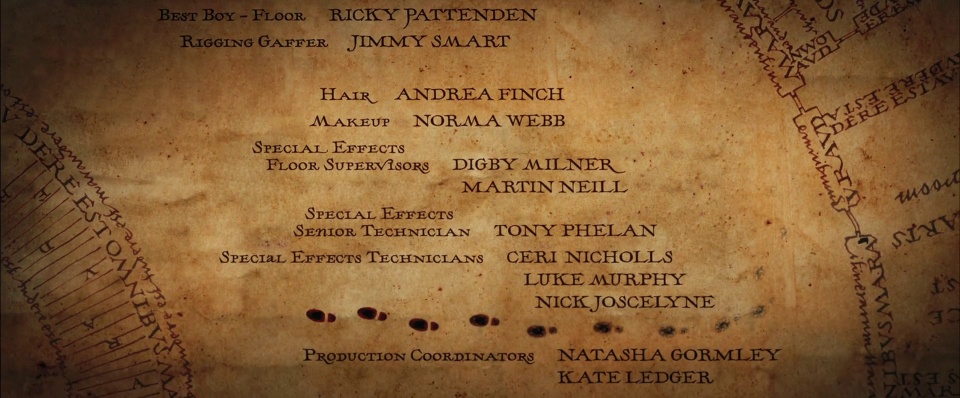 Best Boy - Floor RICKY PATTENDEN
Rigging Gaffer JIMMY SMART
Hair ANDREA FINCH
Makeup NORMA WEBB
Special Effects
Floor Supervisors DIGBY MILNER
MARTIN NEILL
Special Effects
Senior Technician TONY PHELAN
Special Effects Technicians CERI NICHOLLS
LUKE MURPHY
NICK JOSCELYNE
Production Coordinators NATASHA GORMLEY
KATE LEDGER